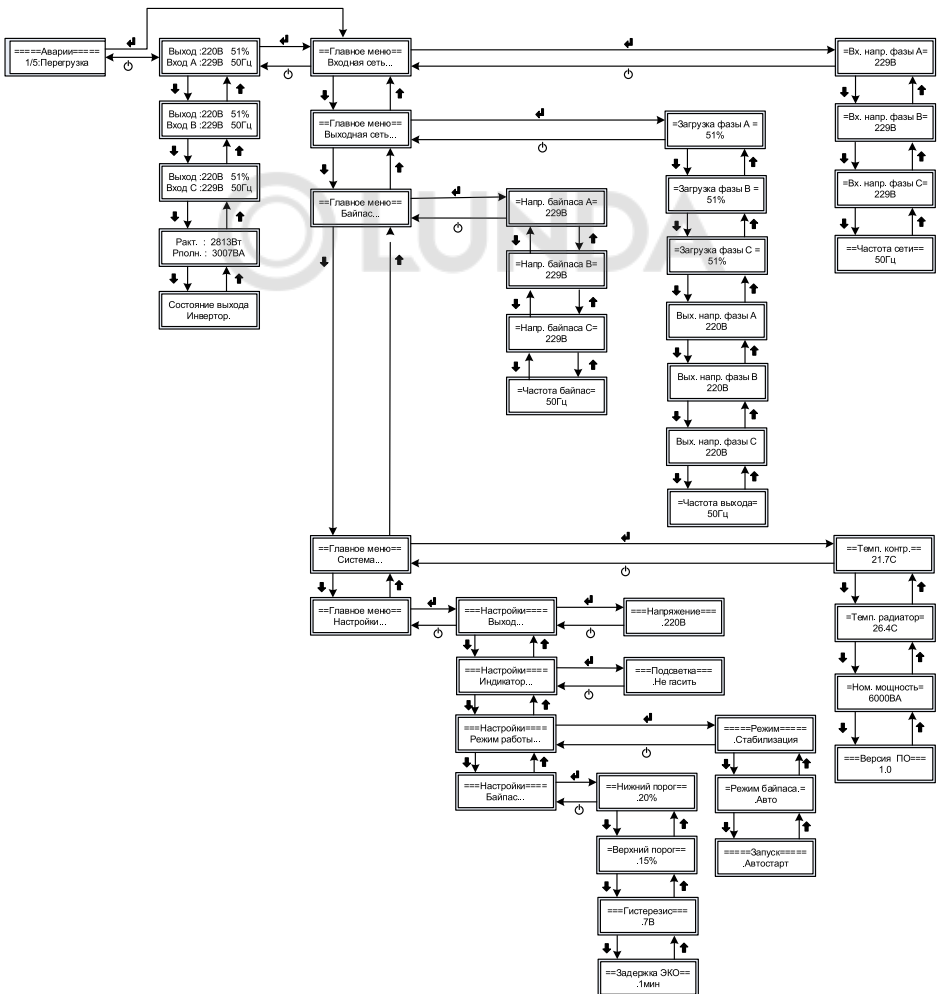 =====Аварии=====
1/5:Перегрузка
Выход :220В 51%
Вход А :229В 50Гц
Выход :220В 51%
Вход В :229В 50Гц
Выход :220В 51%
Вход С :229В 50Гц
Ракт. : 2813Вт
Рполн. : 3007ВА
Состояние выхода
Инвертор.
==Главное меню==
Входная сеть...
==Главное меню==
Выходная сеть...
==Главное меню==
Байпас...
=Напр. байпаса А=
229В
=Напр. байпаса В=
229В
=Напр. байпаса С=
229В
=Частота байпас=
50Гц
=Загрузка фазы А =
51%
=Загрузка фазы В =
51%
=Загрузка фазы С =
51%
Вых. напр. фазы А
220В
Вых. напр. фазы В
220В
Вых. напр. фазы С
220В
=Частота выхода=
50Гц
=Вх. напр. фазы А=
229В
=Вх. напр. фазы В=
229В
=Вх. напр. фазы С=
229В
==Частота сети==
50Гц
LUNDA
==Главное меню==
Система...
==Главное меню==
Настройки...
===Настройки====
Выход...
===Напряжение===
.220В
===Настройки====
Индикатор...
===Подсветка===
.Не гасить
===Настройки====
Режим работы...
=====Режим=====
.Стабилизация
=Режим байпаса.=
.Авто
=====Запуск=====
.Автостарт
===Настройки====
Байпас...
==Нижний порог==
.20%
=Верхний порог==
.15%
===Гистерезис===
.7В
==Задержка ЭКО==
.1мин
==Темп. контр.==
21.7С
=Темп. радиатор=
26.4С
=Ном. мощность=
6000ВА
===Версия ПО===
1.0